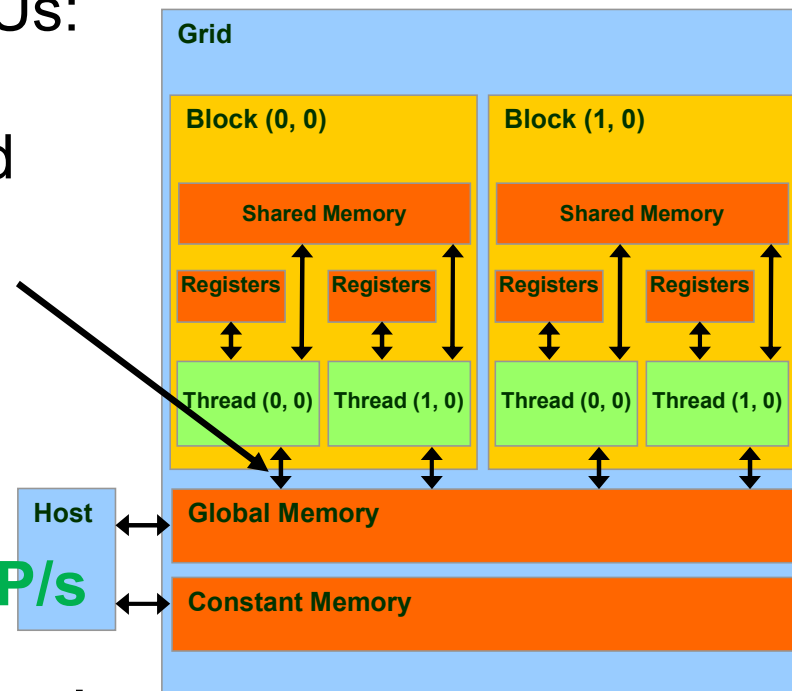 Us:
Grid
Block (0, 0)
Block (1, 0)
d
Shared Memory
Shared Memory
Registers
Registers
Registers
Registers
Thread (0, 0)
Thread (1, 0)
Thread (0, 0)
Thread (1, 0)
Host
Global Memory
P/s
Constant Memory